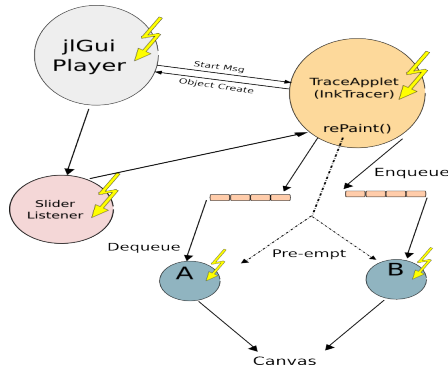 jlGui
Player
Start Msg
Object Create
TraceApplet
(InkTracer)
rePaint()
Enqueue
Slider
Listener
Dequeue
Pre-empt
A
B
Canvas